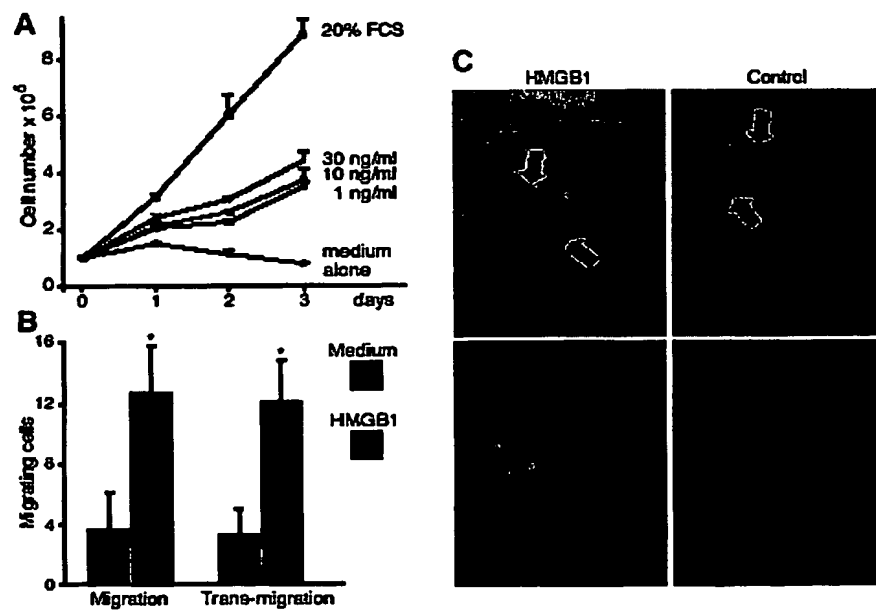 A
20% FCS
30 ng/ml
10 ng/ml
1 ng/ml
medium
alone
Cell number x 10⁵
8
6
4
2
0
0 1 2 3
days
B
16
12
8
4
0
Migrating cells
Migration Trans-migration
* *
Medium
HMGB1
C
HMGB1 Control